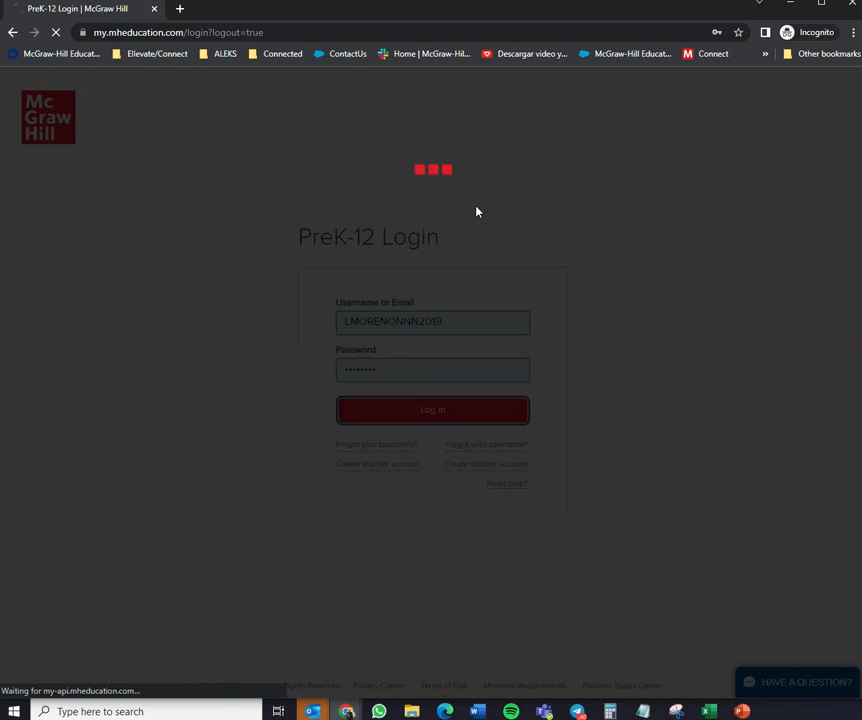 PreK-12 Login | McGraw Hill
my.mheducation.com/login?logout=true
Incognito
McGraw-Hill Educat...
Ellevate/Connect
ALEKS
Connected
ContactUs
Home | McGraw-Hil...
Descargar video y...
McGraw-Hill Educat...
Connect
»
Other bookmarks
Mc
Graw
Hill
PreK-12 Login
Username or Email
LMORENONNN2019
Password
••••••••
Log In
Forgot your password?
Forgot your username?
Create teacher account
Create student account
Need help?
HAVE A QUESTION?
Rights Reserved.
Privacy Center
Terms of Use
Minimum Requirements
Platform Status Center
Waiting for my-api.mheducation.com...
Type here to search